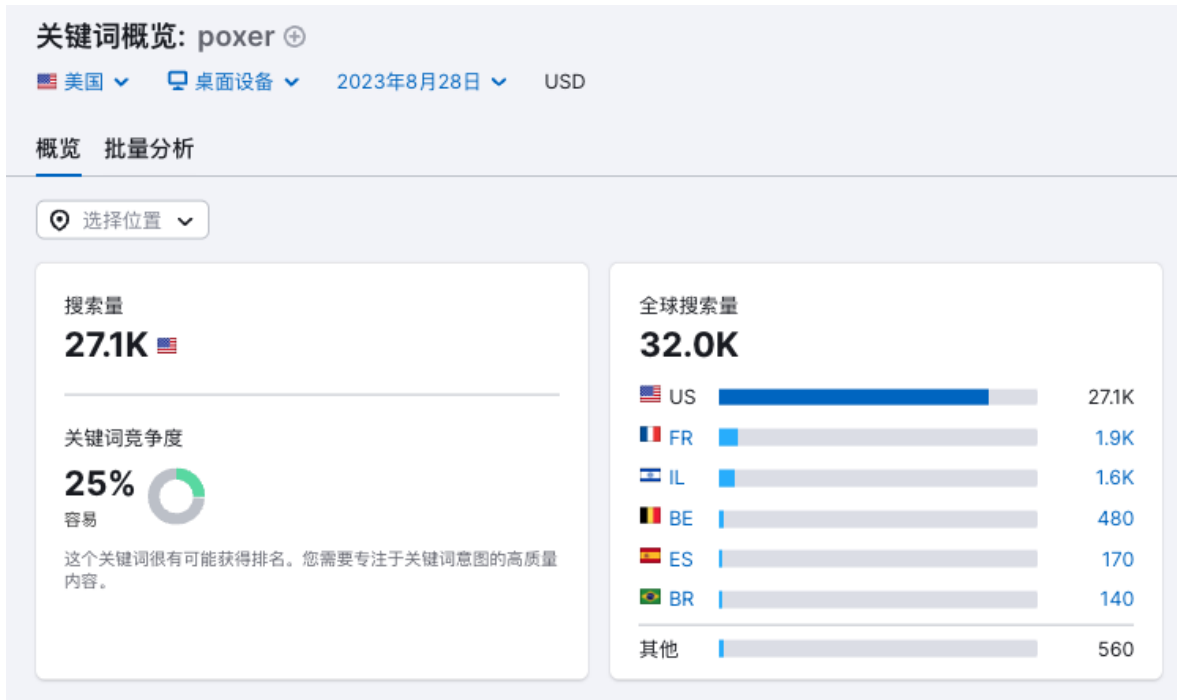 关键词概览: poxer
美国 桌面设备 2023年8月28日 USD
概览 批量分析
选择位置
搜索量
27.1K
关键词竞争度
25%
容易
这个关键词很有可能获得排名。您需要专注于关键词意图的高质量
内容。
全球搜索量
32.0K
US 27.1K
FR 1.9K
IL 1.6K
BE 480
ES 170
BR 140
其他 560